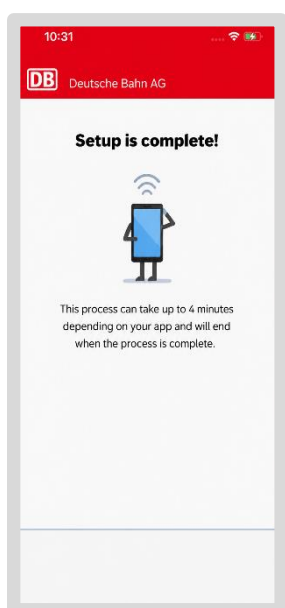 10:31
DB Deutsche Bahn AG
Setup is complete!
This process can take up to 4 minutes
depending on your app and will end
when the process is complete.